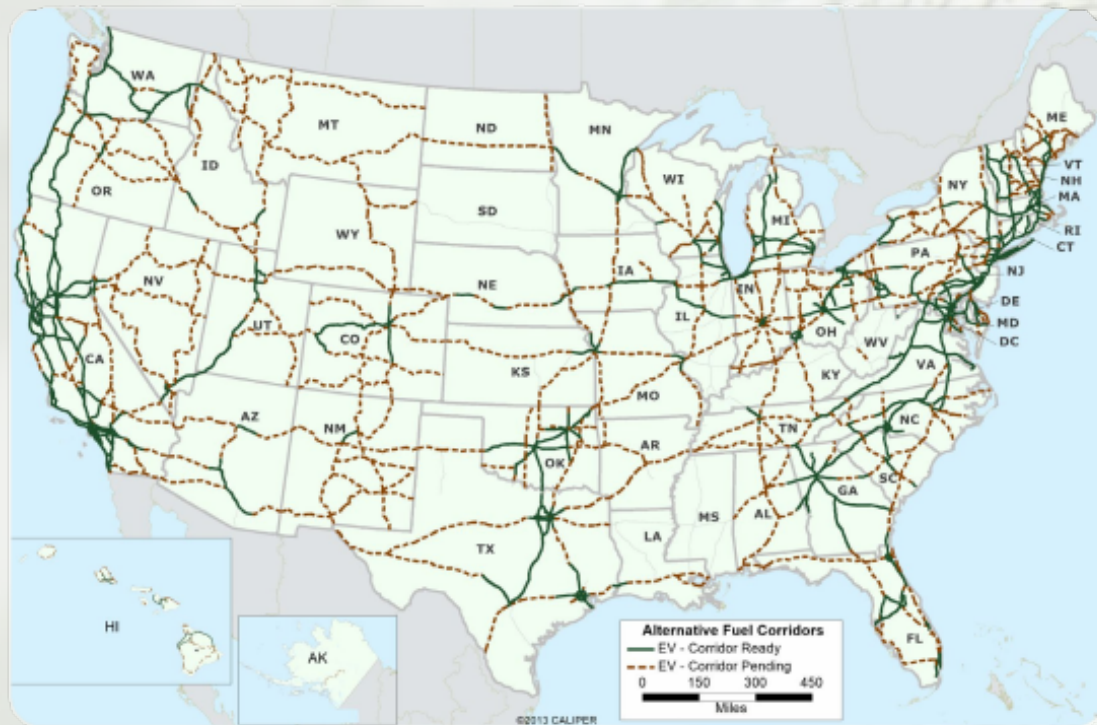 WA
MT
ND
MN
ME
VT
NH
MA
RI
CT
OR
ID
SD
WI
MI
NY
WY
IA
PA
NJ
NV
NE
IL
IN
OH
DE
MD
DC
UT
CO
WV
VA
CA
KS
MO
KY
AZ
NM
OK
AR
TN
NC
SC
TX
LA
MS
AL
GA
FL
HI
AK
Alternative Fuel Corridors
EV - Corridor Ready
EV - Corridor Pending
0 150 300 450
Miles
©2013 CALIPER